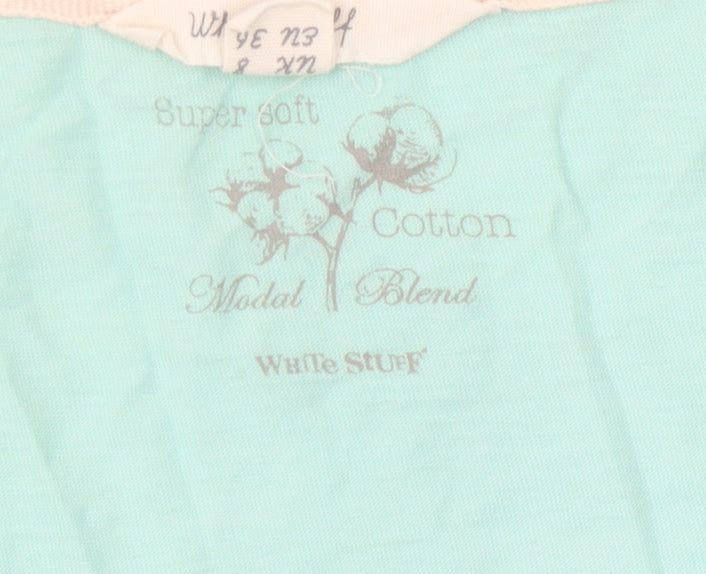 EU 36
UK 8
Super soft
Cotton
Modal Blend
White Stuff